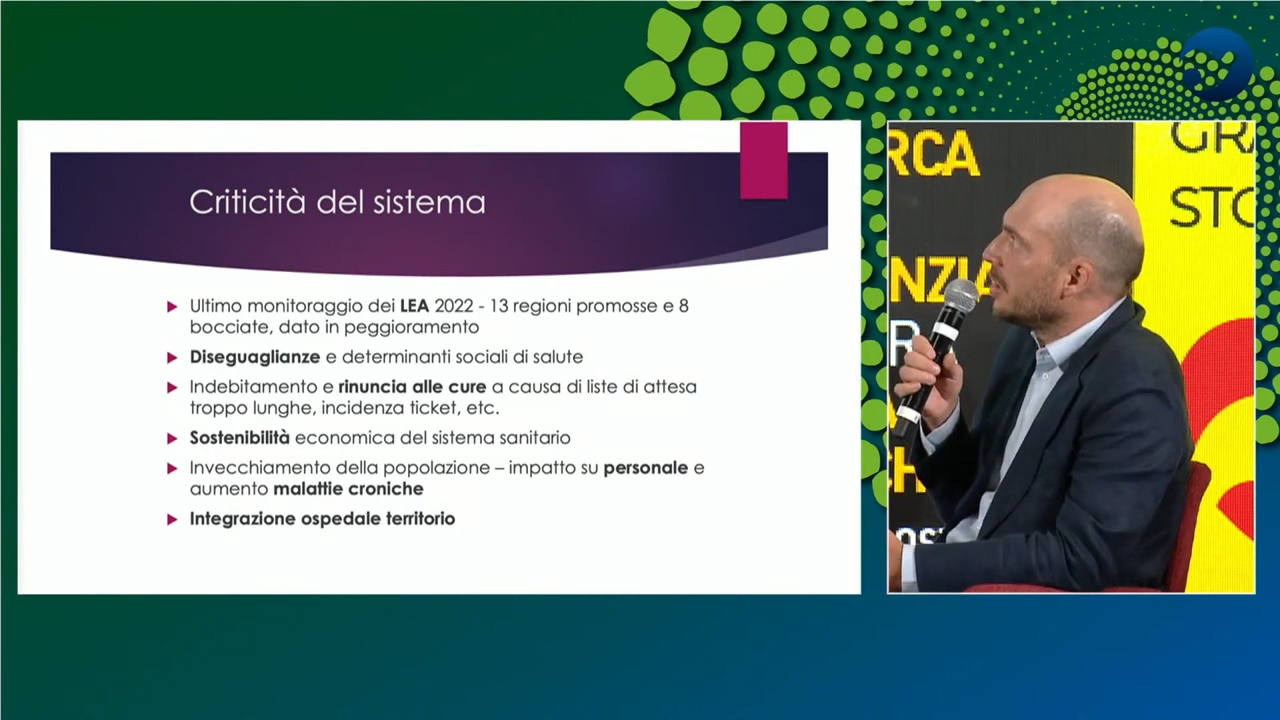 Criticità del sistema
Ultimo monitoraggio dei LEA 2022 - 13 regioni promosse e 8
bocciate, dato in peggioramento
Diseguaglianze e determinanti sociali di salute
Indebitamento e rinuncia alle cure a causa di liste di attesa
troppo lunghe, incidenza ticket, etc.
Sostenibilità economica del sistema sanitario
Invecchiamento della popolazione – impatto su personale e
aumento malattie croniche
Integrazione ospedale territorio
RCA
GRA
STO
NZIA